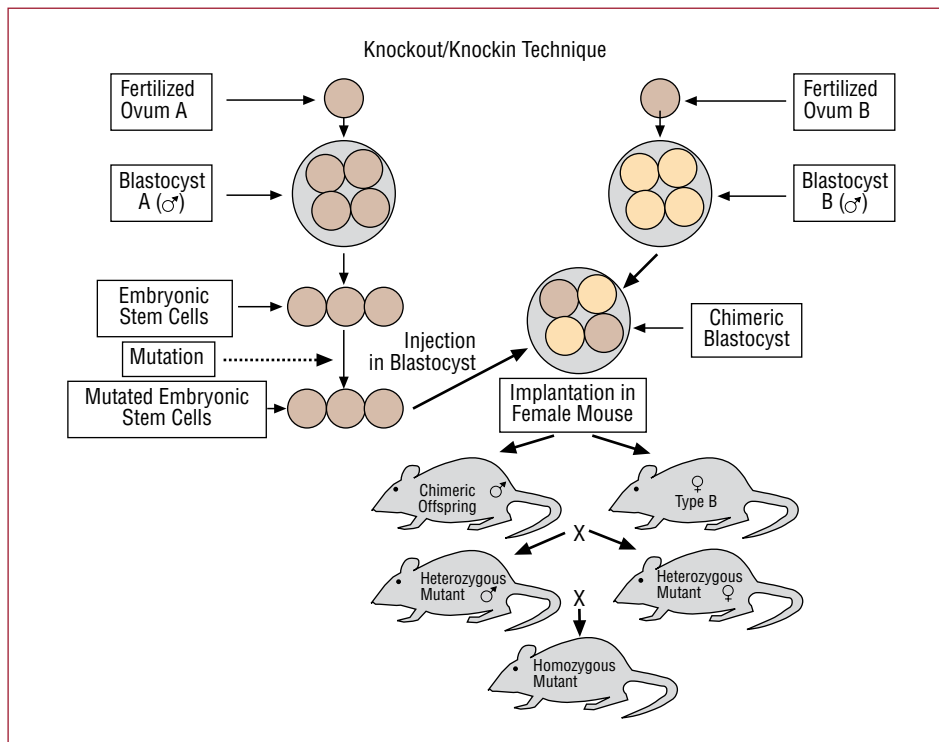 Knockout/Knockin Technique
Fertilized
Ovum A
Fertilized
Ovum B
Blastocyst
A (♂)
Blastocyst
B (♂)
Embryonic
Stem Cells
Mutation
Injection
in Blastocyst
Chimeric
Blastocyst
Mutated Embryonic
Stem Cells
Implantation in
Female Mouse
Chimeric ♂
Offspring
♀
Type B
X
Heterozygous
Mutant ♂
Heterozygous
Mutant ♀
X
Homozygous
Mutant